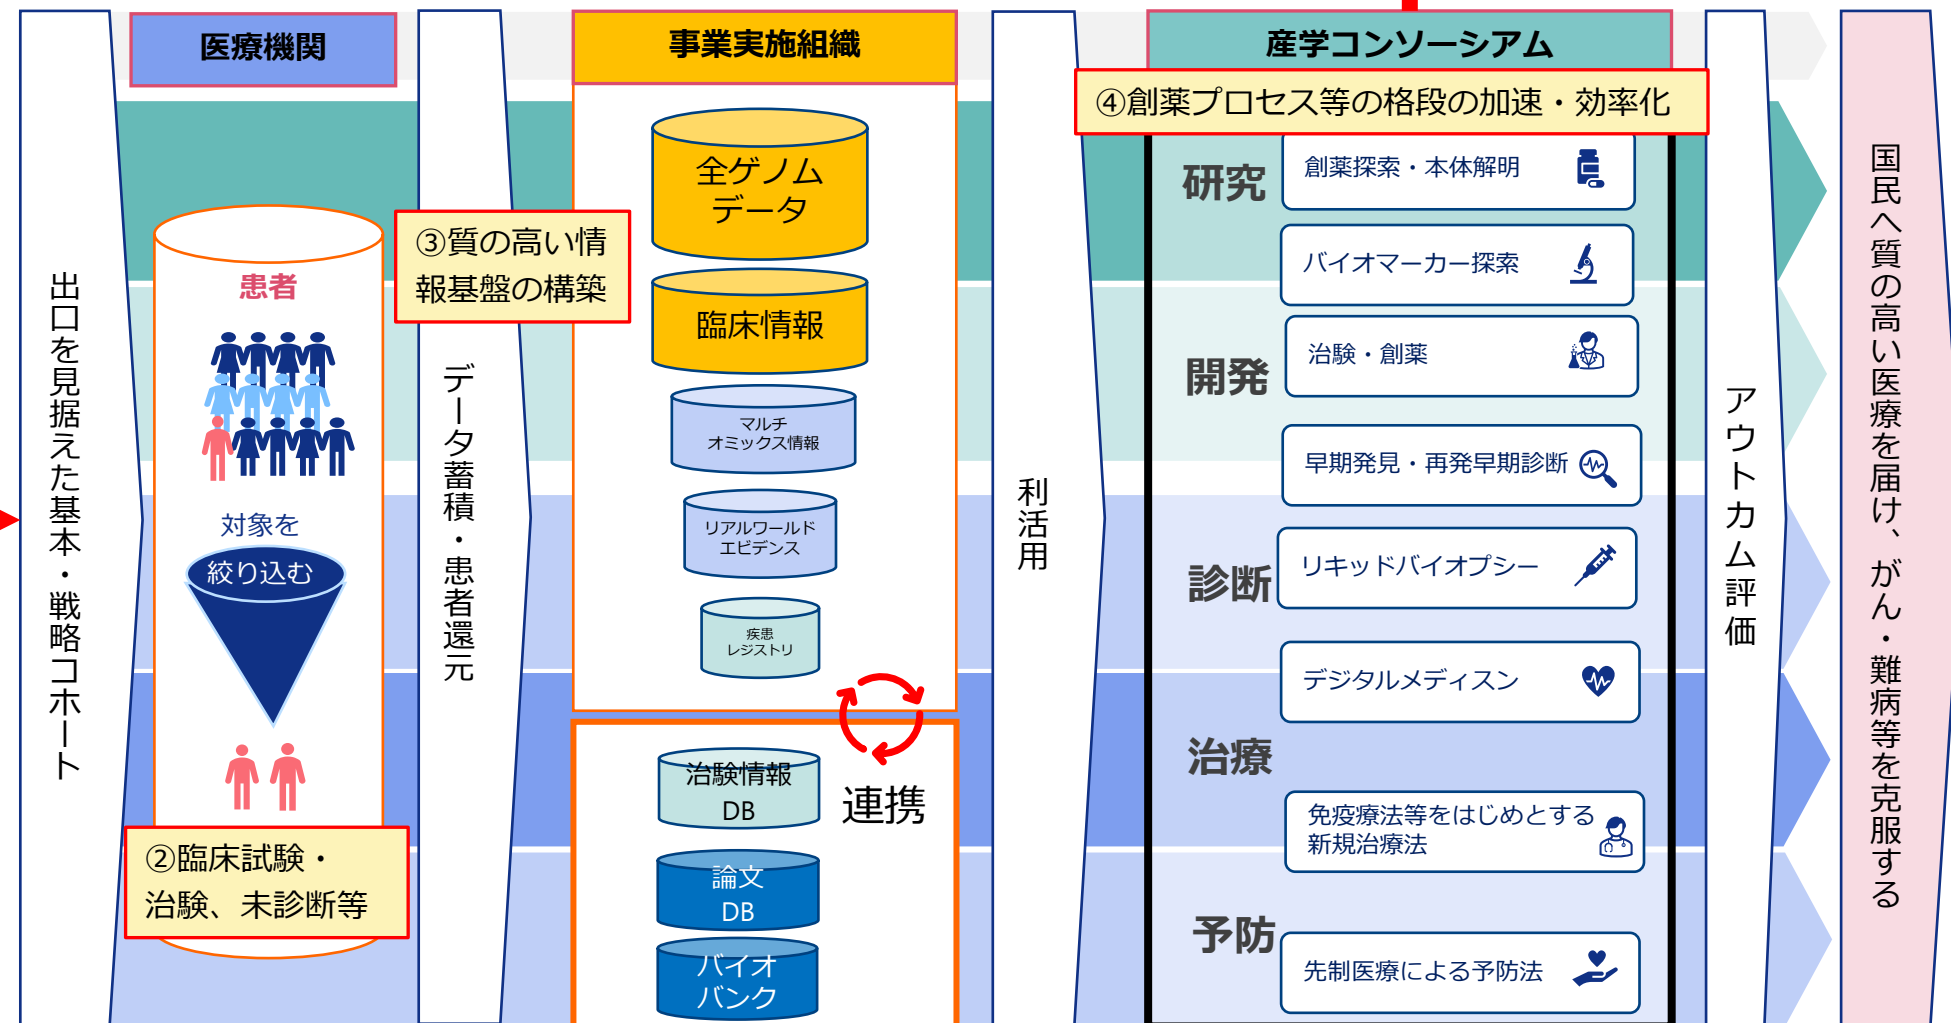 出口を見据えた基本・戦略コホート
医療機関
患者
対象を
絞り込む
②臨床試験・
治験、未診断等
データ蓄積・患者還元
③質の高い情
報基盤の構築
事業実施組織
全ゲノム
データ
臨床情報
マルチ
オミックス情報
リアルワールド
エビデンス
疾患
レジストリ
連携
治験情報
DB
論文
DB
バイオ
バンク
利活用
産学コンソーシアム
④創薬プロセス等の格段の加速・効率化
研究
創薬探索・本体解明
バイオマーカー探索
開発
治験・創薬
早期発見・再発早期診断
診断
リキッドバイオプシー
デジタルメディスン
治療
免疫療法等をはじめとする
新規治療法
予防
先制医療による予防法
アウトカム評価
国民へ質の高い医療を届け、がん・難病等を克服する